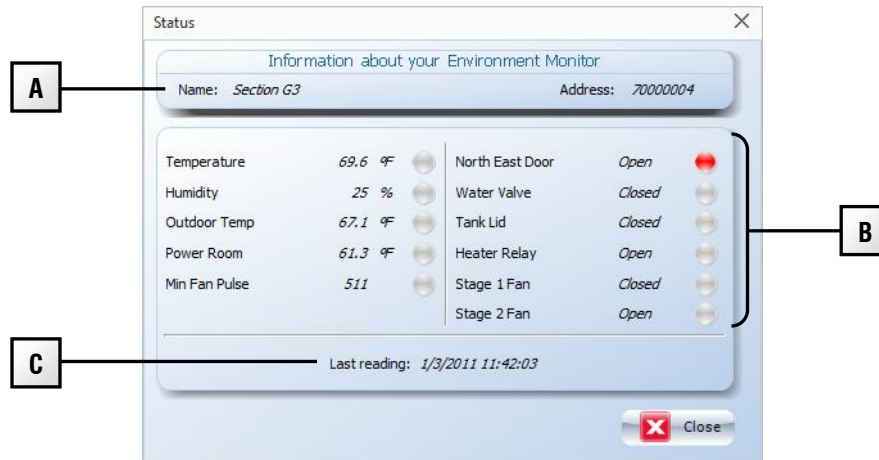 Status
Information about your Environment Monitor
A
Name: Section G3 Address: 70000004
Temperature 69.6 ºF North East Door Open
Humidity 25 % Water Valve Closed
Outdoor Temp 67.1 ºF Tank Lid Closed
B
Power Room 61.3 ºF Heater Relay Open
Min Fan Pulse 511 Stage 1 Fan Closed
Stage 2 Fan Open
C
Last reading: 1/3/2011 11:42:03
Close